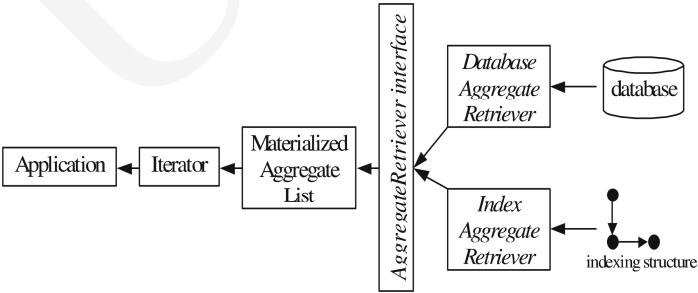 Application
Iterator
Materialized
Aggregate
List
AggregateRetriever interface
Database
Aggregate
Retriever
database
Index
Aggregate
Retriever
indexing structure